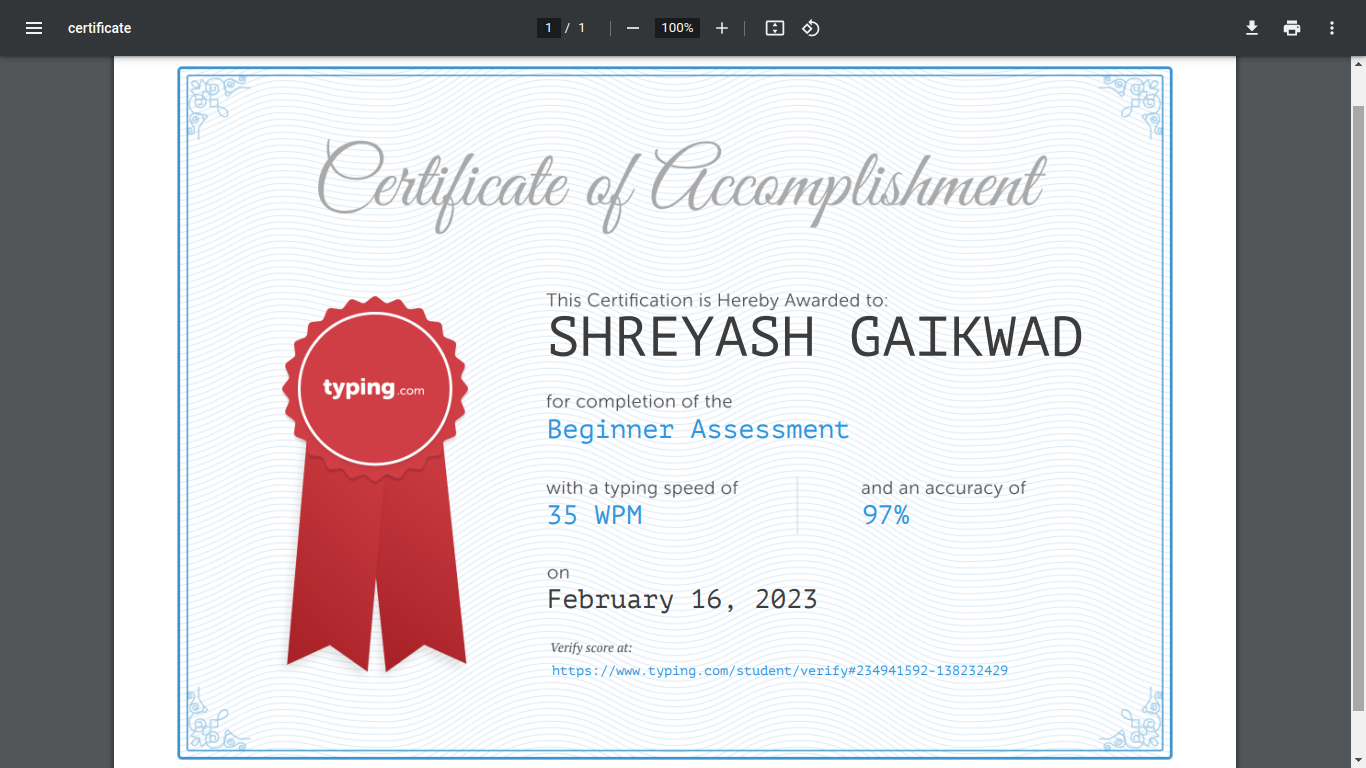 certificate
1 / 1
100%
Certificate of Accomplishment
This Certification is Hereby Awarded to:
SHREYASH GAIKWAD
typing.com
for completion of the
Beginner Assessment
with a typing speed of
35 WPM
and an accuracy of
97%
on
February 16, 2023
Verify score at:
https://www.typing.com/student/verify#234941592-138232429